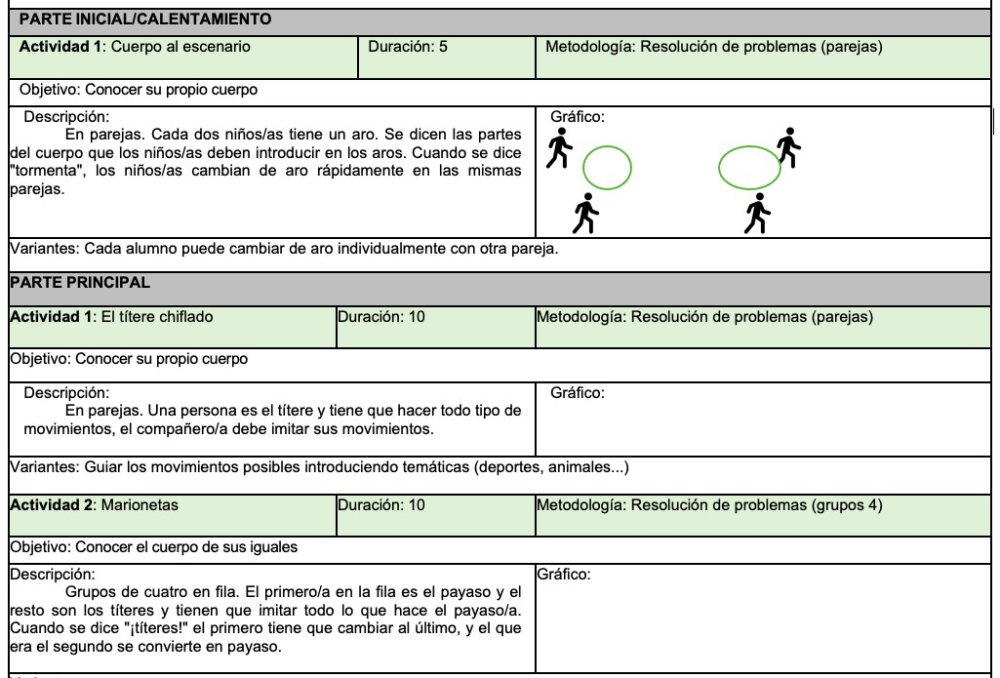 PARTE INICIAL/CALENTAMIENTO
Actividad 1: Cuerpo al escenario
Duración: 5
Metodología: Resolución de problemas (parejas)
Objetivo: Conocer su propio cuerpo
Descripción:
En parejas. Cada dos niños/as tiene un aro. Se dicen las partes
del cuerpo que los niños/as deben introducir en los aros. Cuando se dice
"tormenta", los niños/as cambian de aro rápidamente en las mismas
parejas.
Gráfico:
Variantes: Cada alumno puede cambiar de aro individualmente con otra pareja.
PARTE PRINCIPAL
Actividad 1: El títere chiflado
Duración: 10
Metodología: Resolución de problemas (parejas)
Objetivo: Conocer su propio cuerpo
Descripción:
En parejas. Una persona es el títere y tiene que hacer todo tipo de
movimientos, el compañero/a debe imitar sus movimientos.
Gráfico:
Variantes: Guiar los movimientos posibles introduciendo temáticas (deportes, animales...)
Actividad 2: Marionetas
Duración: 10
Metodología: Resolución de problemas (grupos 4)
Objetivo: Conocer el cuerpo de sus iguales
Descripción:
Grupos de cuatro en fila. El primero/a en la fila es el payaso y el
resto son los títeres y tienen que imitar todo lo que hace el payaso/a.
Cuando se dice "¡títeres!" el primero tiene que cambiar al último, y el que
era el segundo se convierte en payaso.
Gráfico: